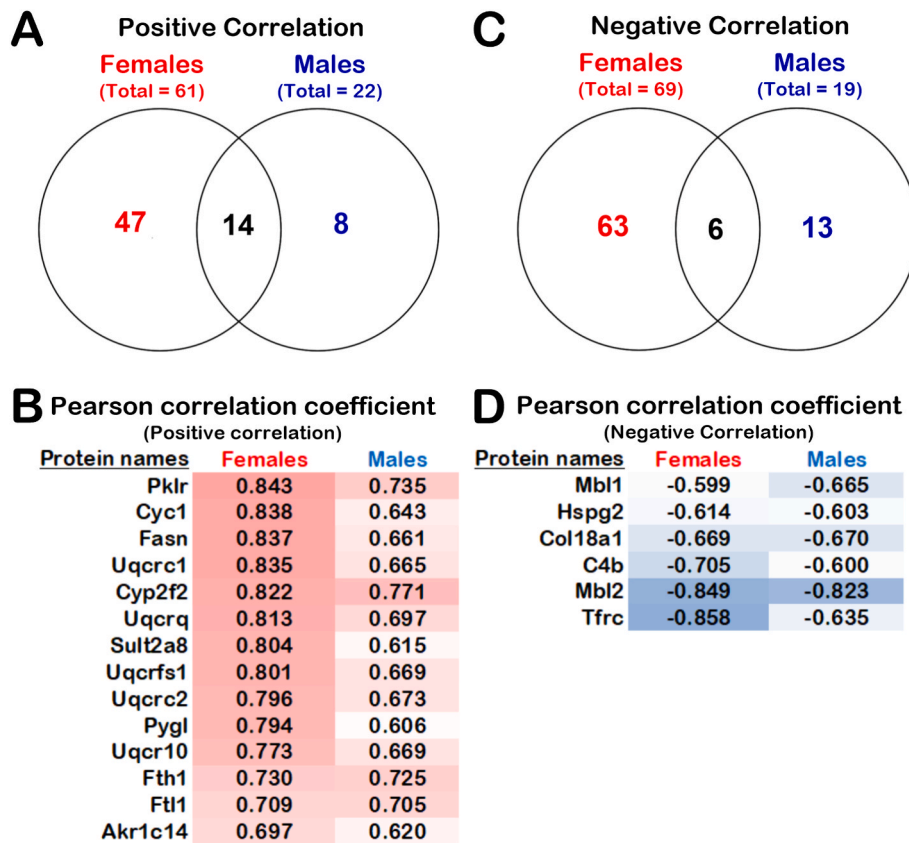 A Positive Correlation
Females Males
(Total = 61) (Total = 22)
47 14 8
B Pearson correlation coefficient
(Positive correlation)
Protein names Females Males
Pklr 0.843 0.735
Cyc1 0.838 0.643
Fasn 0.837 0.661
Uqcrc1 0.835 0.665
Cyp2f2 0.822 0.771
Uqcrq 0.813 0.697
Sult2a8 0.804 0.615
Uqcrfs1 0.801 0.669
Uqcrc2 0.796 0.673
Pygl 0.794 0.606
Uqcr10 0.773 0.669
Fth1 0.730 0.725
Ftl1 0.709 0.705
Akr1c14 0.697 0.620
C Negative Correlation
Females Males
(Total = 69) (Total = 19)
63 6 13
D Pearson correlation coefficient
(Negative Correlation)
Protein names Females Males
Mbl1 -0.599 -0.665
Hspg2 -0.614 -0.603
Col18a1 -0.669 -0.670
C4b -0.705 -0.600
Mbl2 -0.849 -0.823
Tfrc -0.858 -0.635